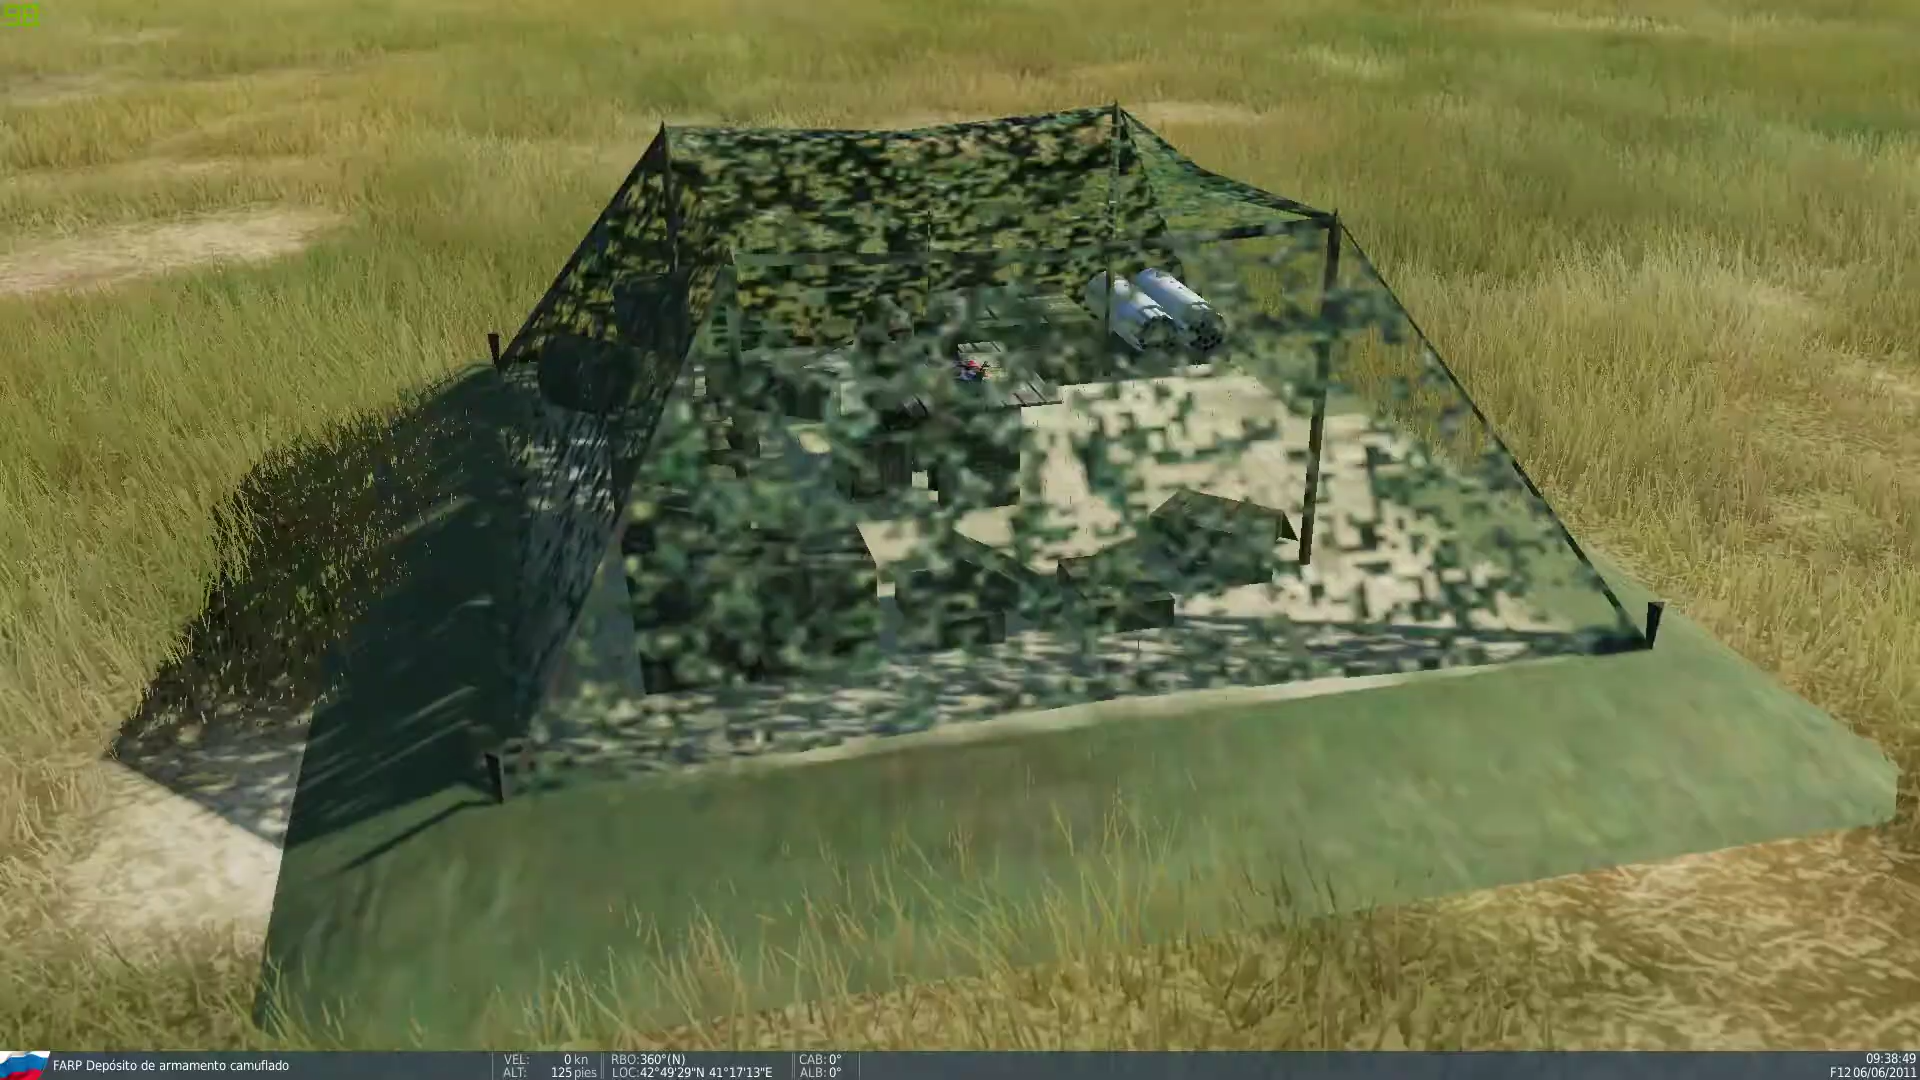 90
FARP Depósito de armamento camuflado
VEL: 0 kn
ALT: 125 pies
RBO:360°(N)
LOC:42°49'29"N 41°17'13"E
CAB: 0°
ALB: 0°
09:38:49
F12 06/06/2011